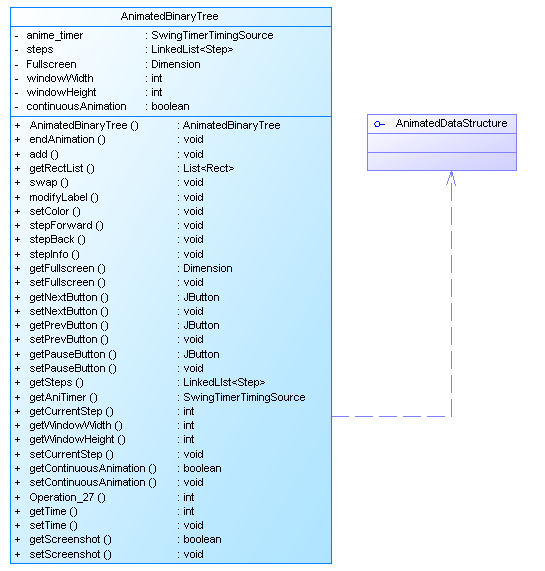 AnimatedBinaryTree
- anime_timer : SwingTimerTimingSource
- steps : LinkedList<Step>
- Fullscreen : Dimension
- windowWidth : int
- windowHeight : int
- continuousAnimation : boolean
+ AnimatedBinaryTree () : AnimatedBinaryTree
+ endAnimation () : void
+ add () : void
+ getRectList () : List<Rect>
+ swap () : void
+ modifyLabel () : void
+ setColor () : void
+ stepForward () : void
+ stepBack () : void
+ stepInfo () : void
+ getFullscreen () : Dimension
+ setFullscreen () : void
+ getNextButton () : JButton
+ setNextButton () : void
+ getPrevButton () : JButton
+ setPrevButton () : void
+ getPauseButton () : JButton
+ setPauseButton () : void
+ getSteps () : LinkedLIst<Step>
+ getAniTimer () : SwingTimerTimingSource
+ getCurrentStep () : int
+ getWindowWidth () : int
+ getWindowHeight () : int
+ setCurrentStep () : void
+ getContinuousAnimation () : boolean
+ setContinuousAnimation () : void
+ Operation_27 () : int
+ getTime () : int
+ setTime () : void
+ getScreenshot () : boolean
+ setScreenshot () : void
AnimatedDataStructure